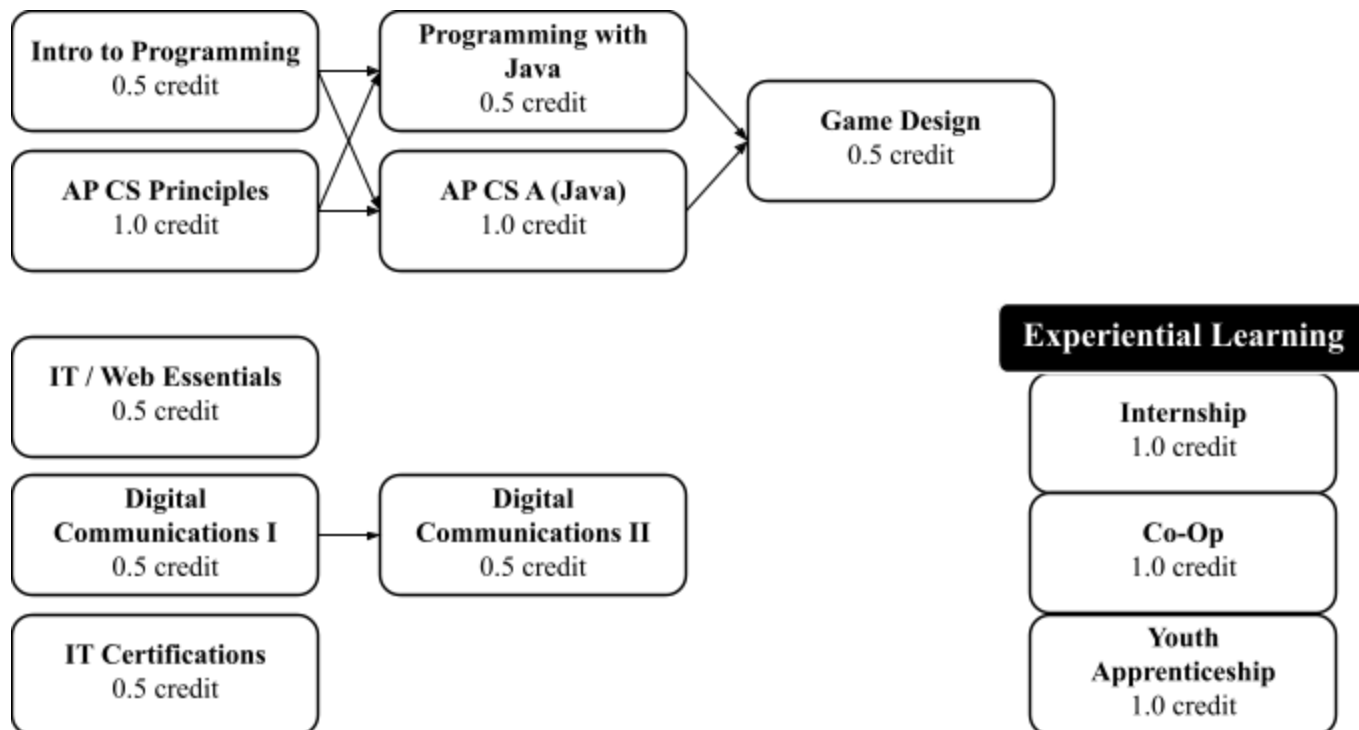 Intro to Programming
0.5 credit
Programming with
Java
0.5 credit
Game Design
0.5 credit
AP CS Principles
1.0 credit
AP CS A (Java)
1.0 credit
IT / Web Essentials
0.5 credit
Digital
Communications I
0.5 credit
Digital
Communications II
0.5 credit
IT Certifications
0.5 credit
Experiential Learning
Internship
1.0 credit
Co-Op
1.0 credit
Youth
Apprenticeship
1.0 credit